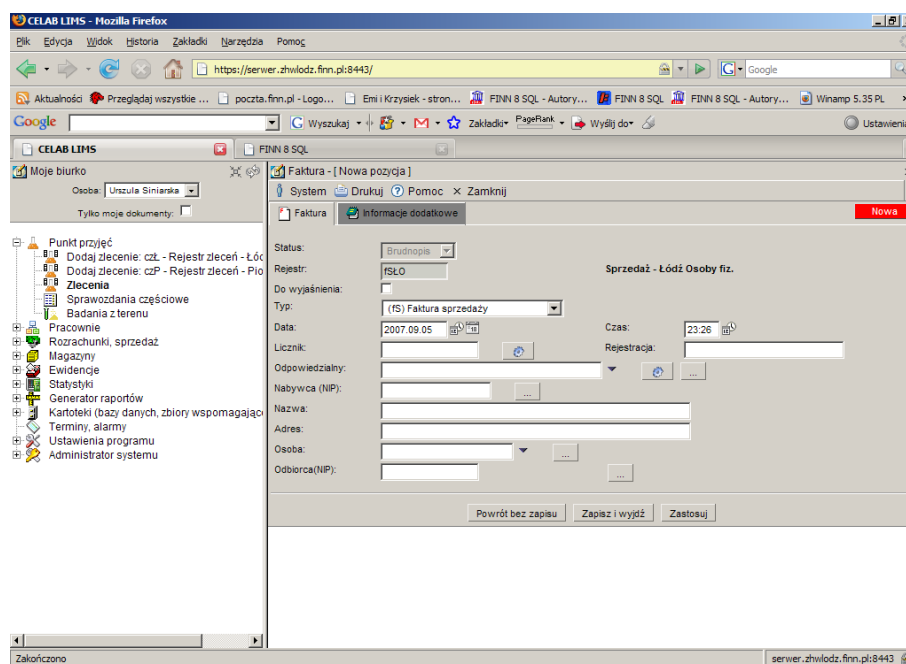 CELAB LIMS - Mozilla Firefox
Plik Edycja Widok Historia Zakładki Narzędzia Pomoc
https://serwer.zhwlodz.finn.pl:8443/
Google
Aktualności Przeglądaj wszystkie ... poczta.finn.pl - Logo... Emi i Krzysiek - stron... FINN 8 SQL - Autory... FINN 8 SQL FINN 8 SQL - Autory... Winamp 5.35 PL
Google Wyszukaj Zakładki PageRank Wyślij do Ustawienia
CELAB LIMS FINN 8 SQL
Moje biurko
Osoba: Urszula Siniarska
Tylko moje dokumenty:
Punkt przyjęć
Dodaj zlecenie: czŁ - Rejestr zleceń - Łód
Dodaj zlecenie: czP - Rejestr zleceń - Pio
Zlecenia
Sprawozdania częściowe
Badania z terenu
Pracownie
Rozrachunki, sprzedaż
Magazyny
Ewidencje
Statystyki
Generator raportów
Kartoteki (bazy danych, zbiory wspomagając
Terminy, alarmy
Ustawienia programu
Administrator systemu
Faktura - [ Nowa pozycja ]
System Drukuj Pomoc Zamknij
Faktura Informacje dodatkowe Nowa
Status: Brudnopis
Rejestr: fSŁO Sprzedaż - Łódź Osoby fiz.
Do wyjaśnienia:
Typ: (fS) Faktura sprzedaży
Data: 2007.09.05 Czas: 23:26
Licznik: Rejestracja:
Odpowiedzialny: ...
Nabywca (NIP): ...
Nazwa:
Adres:
Osoba: ...
Odbiorca(NIP): ...
Powrót bez zapisu Zapisz i wyjdź Zastosuj
Zakończono serwer.zhwlodz.finn.pl:8443